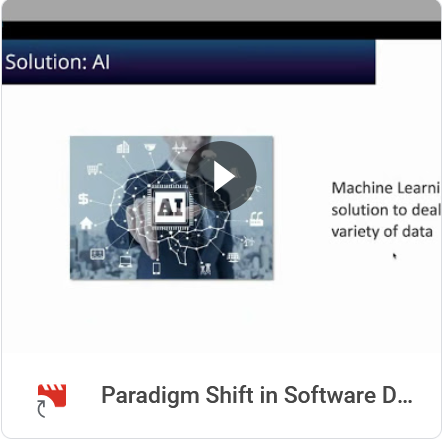 Solution: AI
AI
Machine Learni
solution to deal
variety of data
Paradigm Shift in Software D...